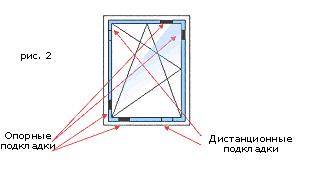 рис. 2
Опорные
подкладки
Дистанционные
подкладки